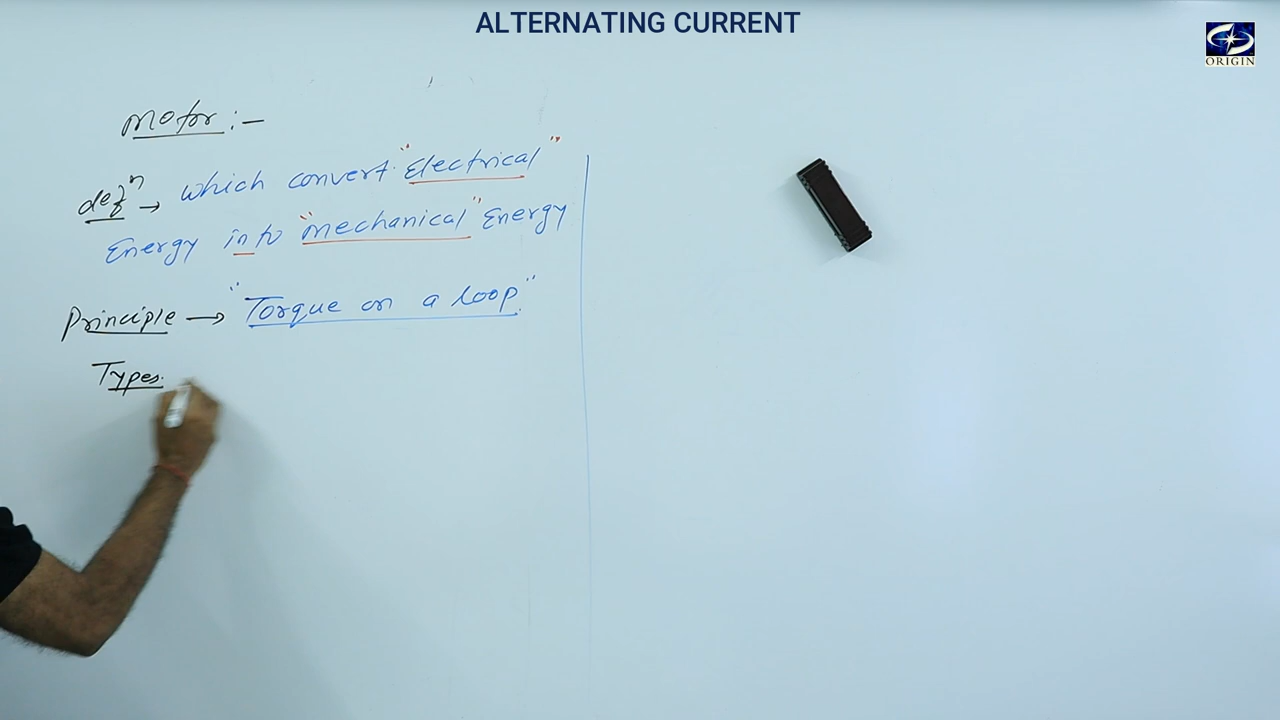 ALTERNATING CURRENT
ORIGIN
Motor :-
defⁿ → which convert "Electrical"
Energy into "mechanical" Energy
Principle → "Torque on a loop"
Types